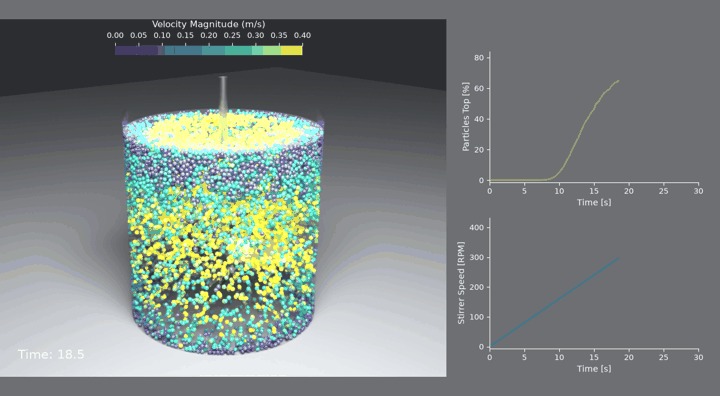 Velocity Magnitude (m/s)
0.00 0.05 0.10 0.15 0.20 0.25 0.30 0.35 0.40
Time: 18.5
Particles Top [%]
80
60
40
20
0
0 5 10 15 20 25 30
Time [s]
Stirrer Speed [RPM]
400
300
200
100
0
0 5 10 15 20 25 30
Time [s]